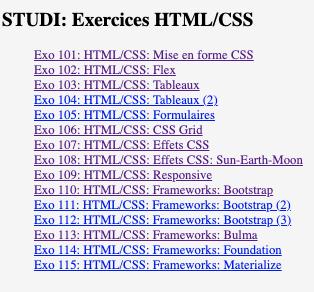 STUDI: Exercices HTML/CSS
Exo 101: HTML/CSS: Mise en forme CSS
Exo 102: HTML/CSS: Flex
Exo 103: HTML/CSS: Tableaux
Exo 104: HTML/CSS: Tableaux (2)
Exo 105: HTML/CSS: Formulaires
Exo 106: HTML/CSS: CSS Grid
Exo 107: HTML/CSS: Effets CSS
Exo 108: HTML/CSS: Effets CSS: Sun-Earth-Moon
Exo 109: HTML/CSS: Responsive
Exo 110: HTML/CSS: Frameworks: Bootstrap
Exo 111: HTML/CSS: Frameworks: Bootstrap (2)
Exo 112: HTML/CSS: Frameworks: Bootstrap (3)
Exo 113: HTML/CSS: Frameworks: Bulma
Exo 114: HTML/CSS: Frameworks: Foundation
Exo 115: HTML/CSS: Frameworks: Materialize